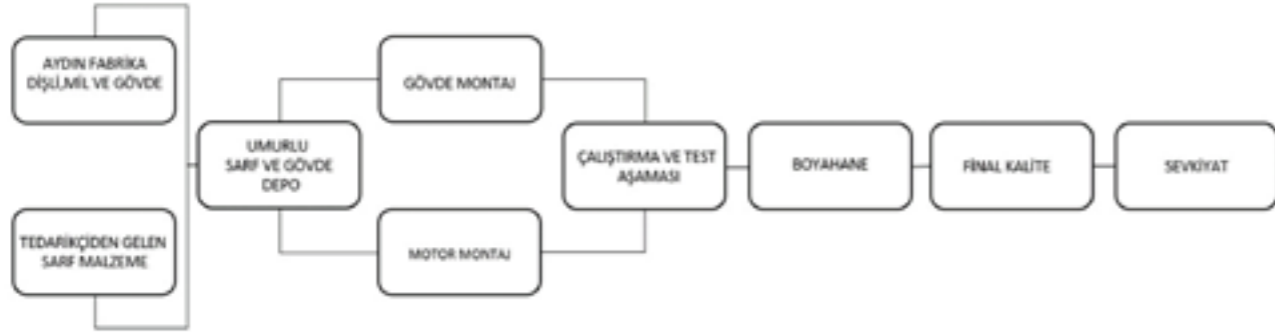 AYDIN FABRİKA
DİŞLİ,MİL VE GÖVDE
TEDARİKÇİDEN GELEN
SARF MALZEME
UMURLU
SARF VE GÖVDE
DEPO
GÖVDE MONTAJ
MOTOR MONTAJ
ÇALIŞTIRMA VE TEST
AŞAMASI
BOYAHANE
FİNAL KALİTE
SEVKİYAT